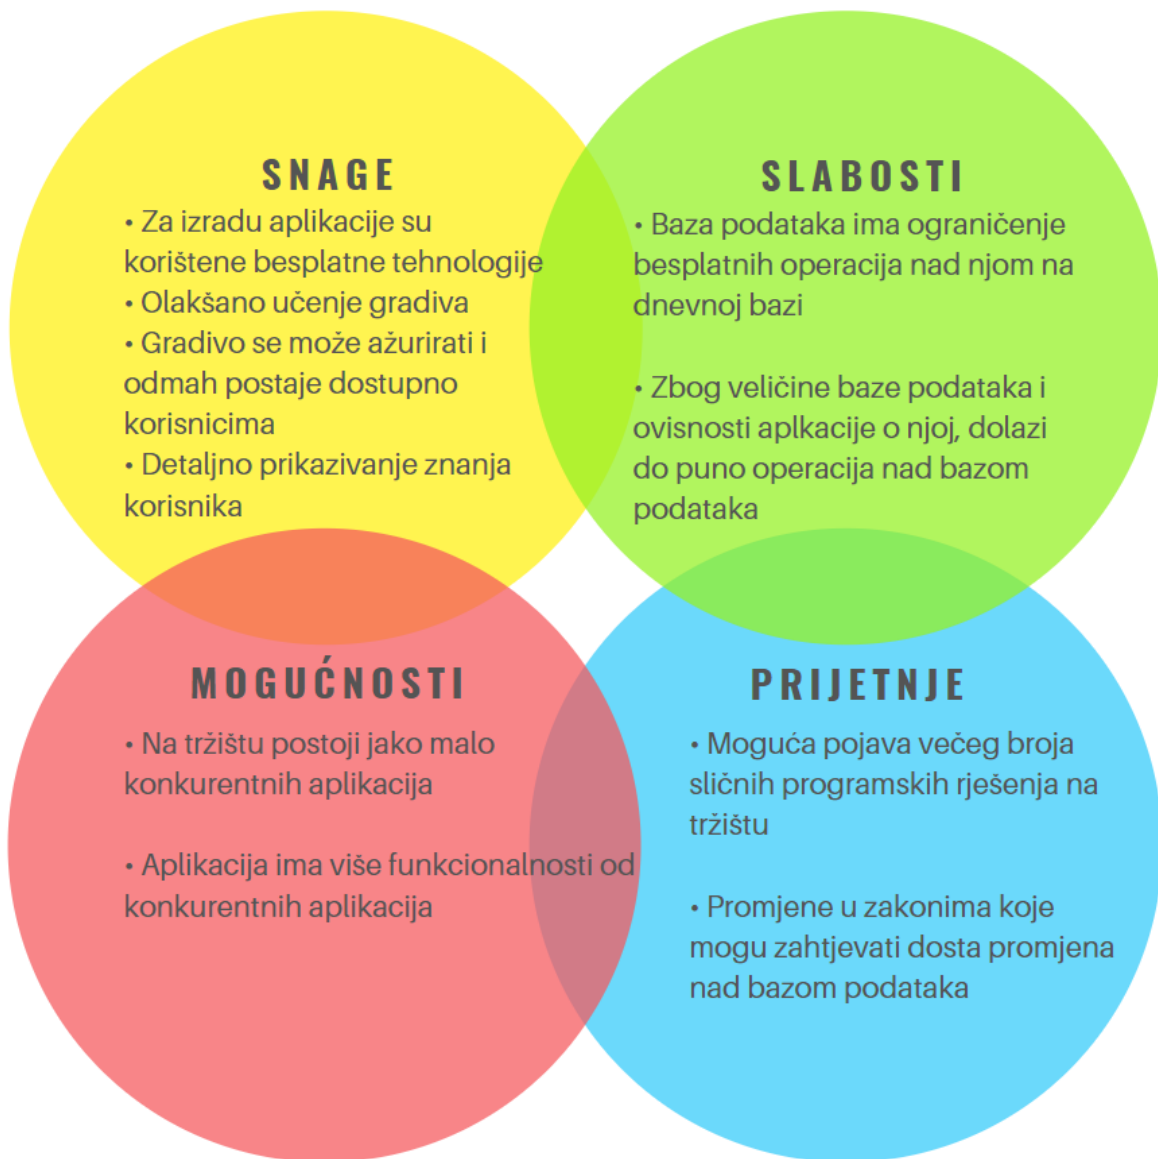 SNAGE
• Za izradu aplikacije su
korištene besplatne tehnologije
• Olakšano učenje gradiva
• Gradivo se može ažurirati i
odmah postaje dostupno
korisnicima
• Detaljno prikazivanje znanja
korisnika
SLABOSTI
• Baza podataka ima ograničenje
besplatnih operacija nad njom na
dnevnoj bazi
• Zbog veličine baze podataka i
ovisnosti aplkacije o njoj, dolazi
do puno operacija nad bazom
podataka
MOGUĆNOSTI
• Na tržištu postoji jako malo
konkurentnih aplikacija
• Aplikacija ima više funkcionalnosti od
konkurentnih aplikacija
PRIJETNJE
• Moguća pojava večeg broja
sličnih programskih rješenja na
tržištu
• Promjene u zakonima koje
mogu zahtjevati dosta promjena
nad bazom podataka